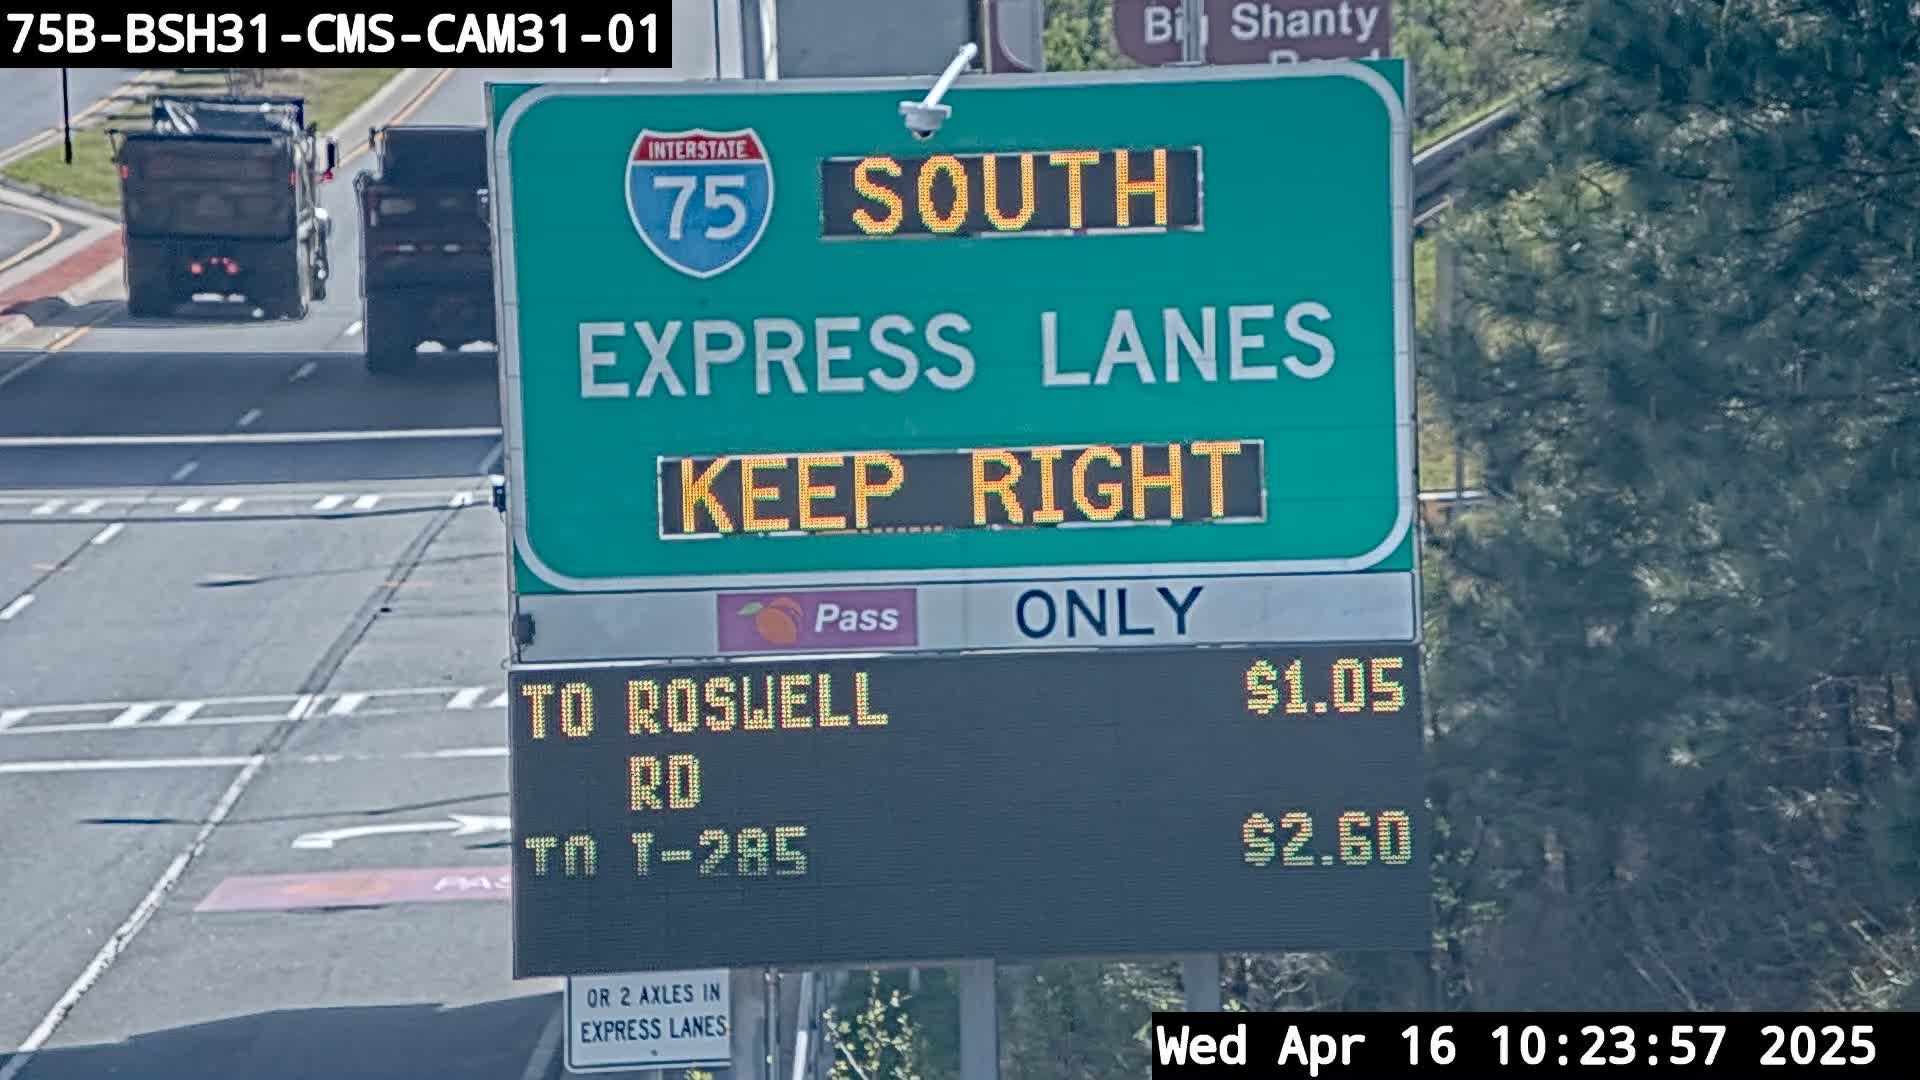 75B-BSH31-CMS-CAM31-01
Big Shanty
Road
INTERSTATE
75
SOUTH
EXPRESS LANES
KEEP RIGHT
Pass
ONLY
TO ROSWELL $1.05
RD
TO I-285 $2.60
OR 2 AXLES IN
EXPRESS LANES
Wed Apr 16 10:23:57 2025